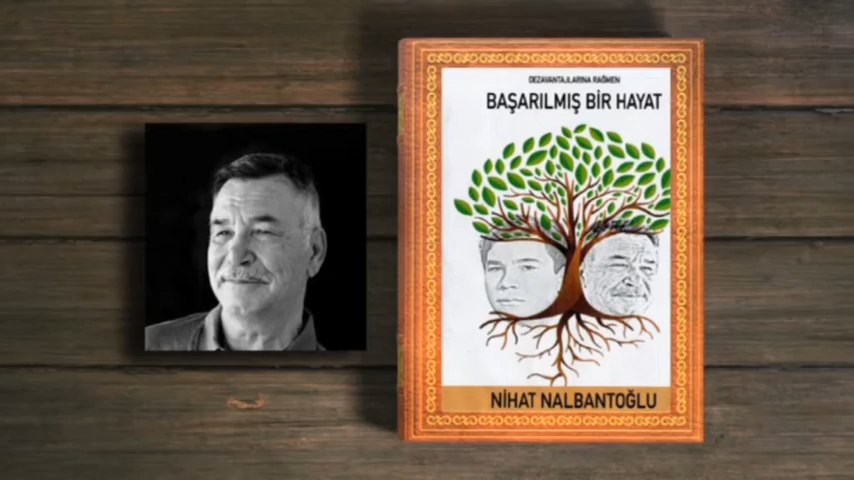 DEZAVANTAJLARINA RAĞMEN
BAŞARILMIŞ BİR HAYAT
NİHAT NALBANTOĞLU